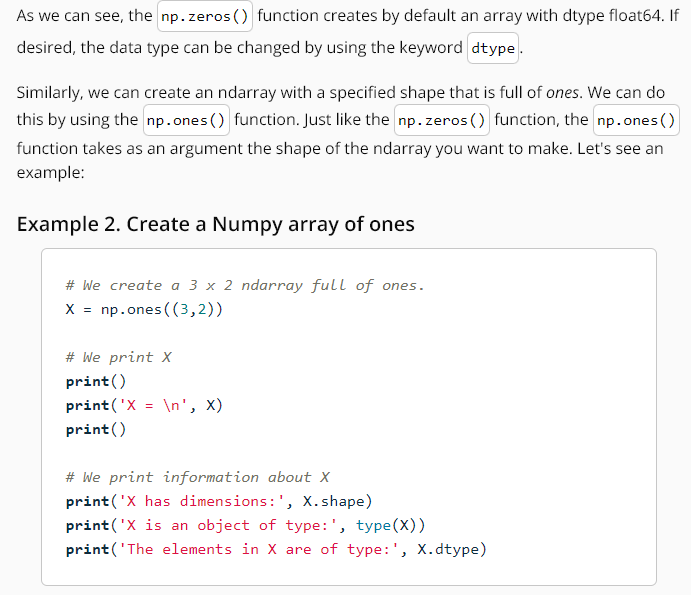 As we can see, the np.zeros() function creates by default an array with dtype float64. If
desired, the data type can be changed by using the keyword dtype.
Similarly, we can create an ndarray with a specified shape that is full of ones. We can do
this by using the np.ones() function. Just like the np.zeros() function, the np.ones()
function takes as an argument the shape of the ndarray you want to make. Let's see an
example:
Example 2. Create a Numpy array of ones
# We create a 3 x 2 ndarray full of ones.
X = np.ones((3,2))
# We print X
print()
print('X = \n', X)
print()
# We print information about X
print('X has dimensions:', X.shape)
print('X is an object of type:', type(X))
print('The elements in X are of type:', X.dtype)